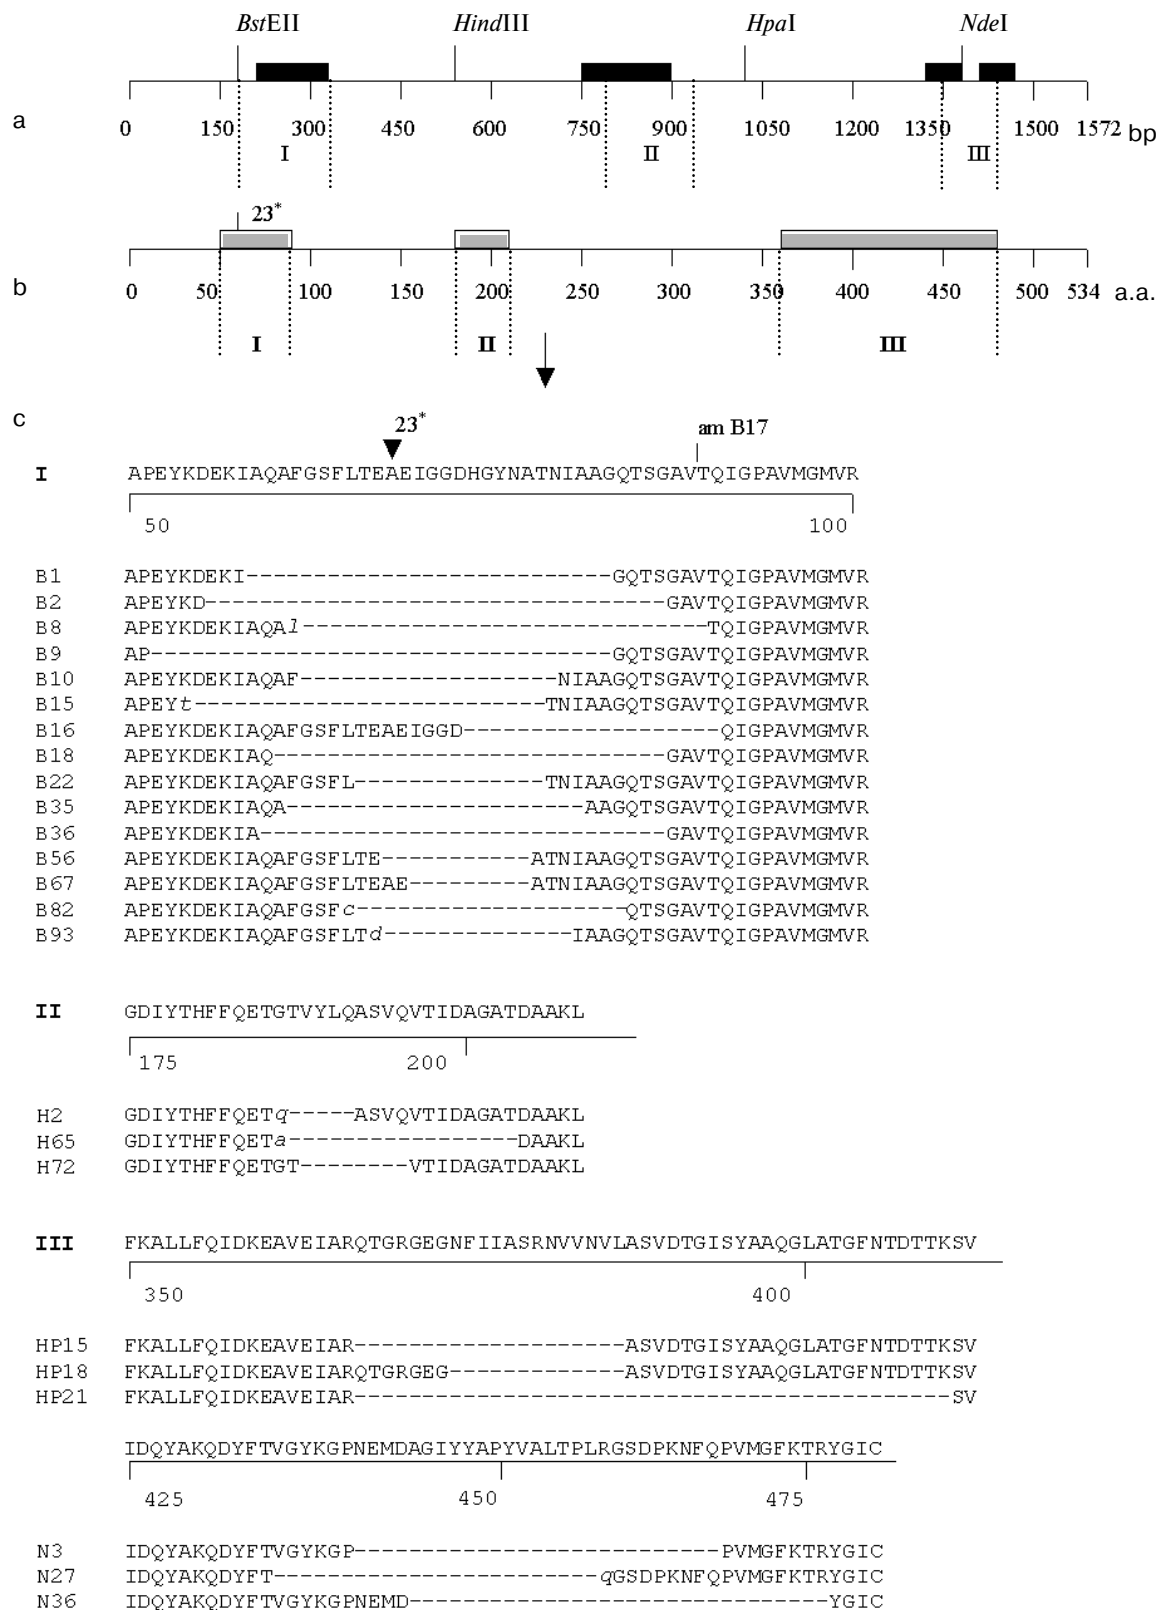 BstEII HindIII HpaI NdeI
a
0 150 300 450 600 750 900 1050 1200 1350 1500 1572 bp
I II III
23*
b
0 50 100 150 200 250 300 350 400 450 500 534 a.a.
I II III
c
23* am B17
I APEYKDEKIAQAFGSFLTEAEIGGDHGYNATNIAAGQTSGAVTQIGPAVMGMVR
50 100
B1 APEYKDEKI---------------------------GQTSGAVTQIGPAVMGMVR
B2 APEYKD----------------------------------GAVTQIGPAVMGMVR
B8 APEYKDEKIAQAl------------------------------TQIGPAVMGMVR
B9 AP----------------------------------GQTSGAVTQIGPAVMGMVR
B10 APEYKDEKIAQAF-------------------NIAAGQTSGAVTQIGPAVMGMVR
B15 APEYt--------------------------TNIAAGQTSGAVTQIGPAVMGMVR
B16 APEYKDEKIAQAFGSFLTEAEIGGD-------------------QIGPAVMGMVR
B18 APEYKDEKIAQ-----------------------------GAVTQIGPAVMGMVR
B22 APEYKDEKIAQAFGSFL--------------TNIAAGQTSGAVTQIGPAVMGMVR
B35 APEYKDEKIAQA----------------------AAGQTSGAVTQIGPAVMGMVR
B36 APEYKDEKIA------------------------------GAVTQIGPAVMGMVR
B56 APEYKDEKIAQAFGSFLTE-----------ATNIAAGQTSGAVTQIGPAVMGMVR
B67 APEYKDEKIAQAFGSFLTEAE---------ATNIAAGQTSGAVTQIGPAVMGMVR
B82 APEYKDEKIAQAFGSFc--------------------QTSGAVTQIGPAVMGMVR
B93 APEYKDEKIAQAFGSFLTd--------------IAAGQTSGAVTQIGPAVMGMVR
II GDIYTHFFQETGTVYLQASVQVTIDAGATDAAKL
175 200
H2 GDIYTHFFQETq-----ASVQVTIDAGATDAAKL
H65 GDIYTHFFQETa-----------------DAAKL
H72 GDIYTHFFQETGT--------VTIDAGATDAAKL
III FKALLFQIDKEAVEIARQTGRGEGNFIIASRNVVNVLASVDTGISYAAQGLATGFNTDTTKSV
350 400
HP15 FKALLFQIDKEAVEIAR--------------------ASVDTGISYAAQGLATGFNTDTTKSV
HP18 FKALLFQIDKEAVEIARQTGRGEG-------------ASVDTGISYAAQGLATGFNTDTTKSV
HP21 FKALLFQIDKEAVEIAR--------------------------------------------SV
IDQYAKQDYFTVGYKGPNEMDAGIYYAPYVALTPLRGSDPKNFQPVMGFKTRYGIC
425 450 475
N3 IDQYAKQDYFTVGYKGP---------------------------PVMGFKTRYGIC
N27 IDQYAKQDYFT------------------------qGSDPKNFQPVMGFKTRYGIC
N36 IDQYAKQDYFTVGYKGPNEMD-------------------------------YGIC